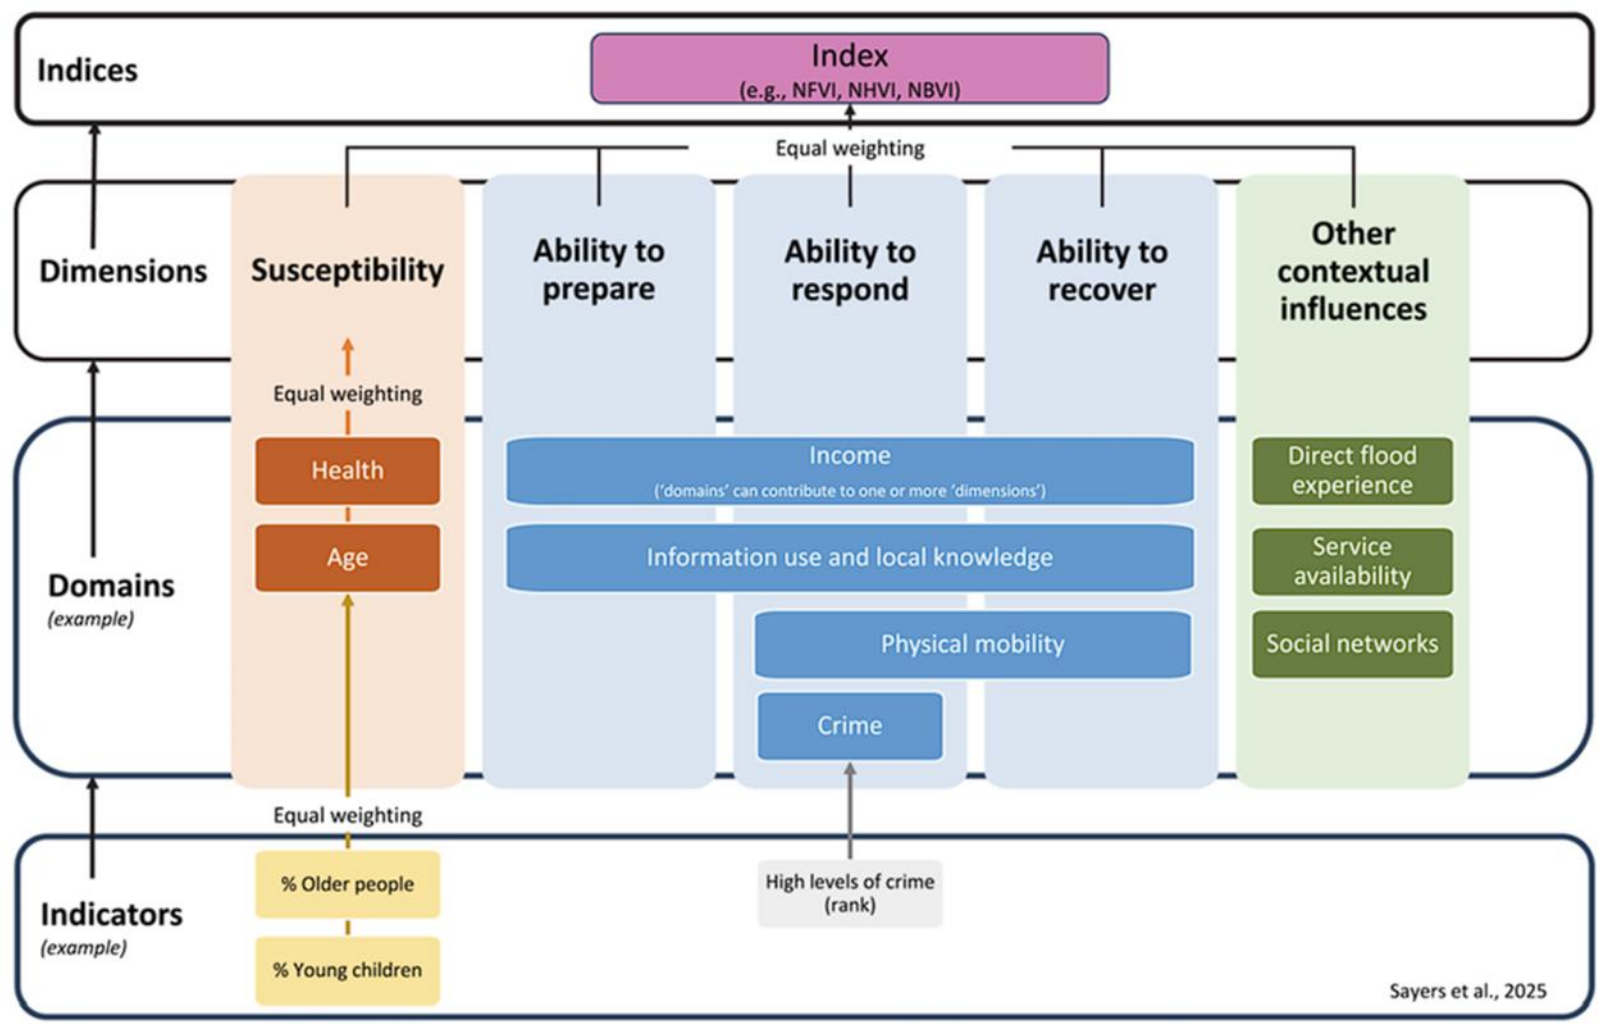 Indices
Index
(e.g., NFVI, NHVI, NBVI)
Equal weighting
Dimensions
Susceptibility
Ability to
prepare
Ability to
respond
Ability to
recover
Other
contextual
influences
Equal weighting
Domains
(example)
Health
Age
Income
(‘domains’ can contribute to one or more ‘dimensions’)
Information use and local knowledge
Physical mobility
Crime
Direct flood
experience
Service
availability
Social networks
Equal weighting
Indicators
(example)
% Older people
% Young children
High levels of crime
(rank)
Sayers et al., 2025